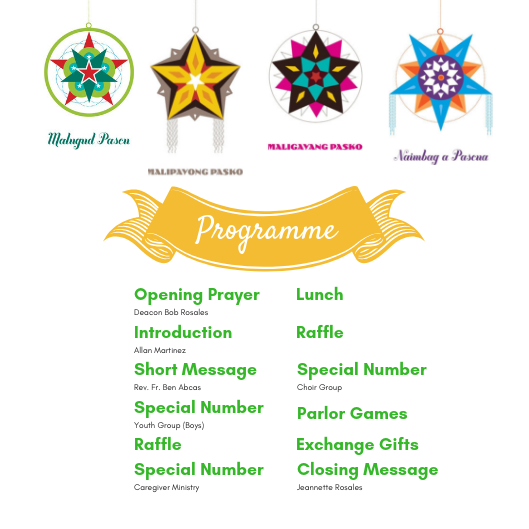 Malugud Pascu
MALIPAYONG PASKO
MALIGAYANG PASKO
Naimbag a Pascua
Programme
Opening Prayer
Deacon Bob Rosales
Introduction
Allan Martinez
Short Message
Rev. Fr. Ben Abcas
Special Number
Youth Group (Boys)
Raffle
Special Number
Caregiver Ministry
Lunch
Raffle
Special Number
Choir Group
Parlor Games
Exchange Gifts
Closing Message
Jeannette Rosales